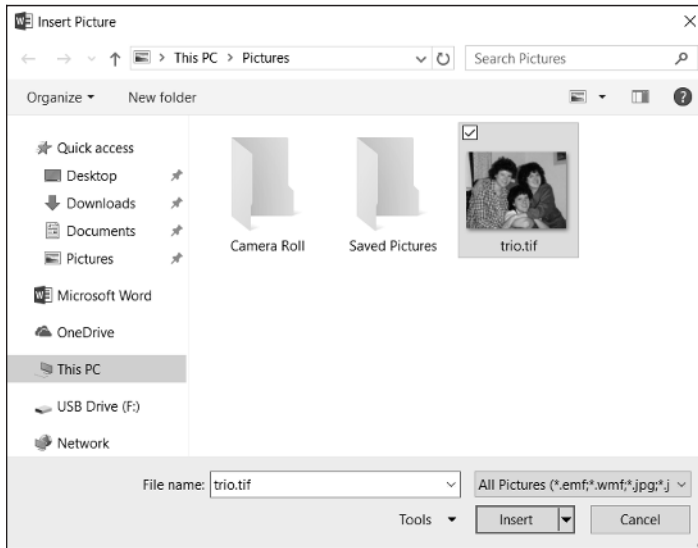 Insert Picture
This PC > Pictures
Search Pictures
Organize
New folder
?
Quick access
Desktop
Downloads
Documents
Pictures
Microsoft Word
OneDrive
This PC
USB Drive (F:)
Network
Camera Roll
Saved Pictures
trio.tif
File name: trio.tif
All Pictures (*.emf;*.wmf;*.jpg;*.j
Tools
Insert
Cancel